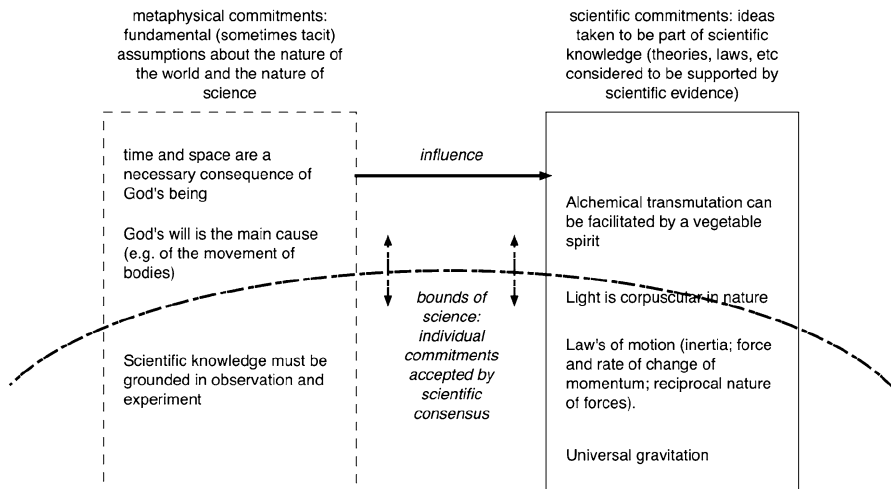 metaphysical commitments:
fundamental (sometimes tacit)
assumptions about the nature of
the world and the nature of
science
scientific commitments: ideas
taken to be part of scientific
knowledge (theories, laws, etc
considered to be supported by
scientific evidence)
time and space are a
necessary consequence of
God's being
God's will is the main cause
(e.g. of the movement of
bodies)
Scientific knowledge must be
grounded in observation and
experiment
influence
bounds of
science:
individual
commitments
accepted by
scientific
consensus
Alchemical transmutation can
be facilitated by a vegetable
spirit
Light is corpuscular in nature
Law's of motion (inertia; force
and rate of change of
momentum; reciprocal nature
of forces).
Universal gravitation